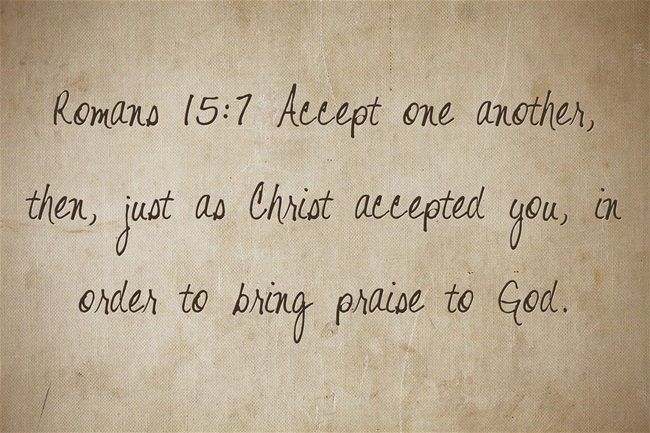 Romans 15:7 Accept one another,
then, just as Christ accepted you, in
order to bring praise to God.